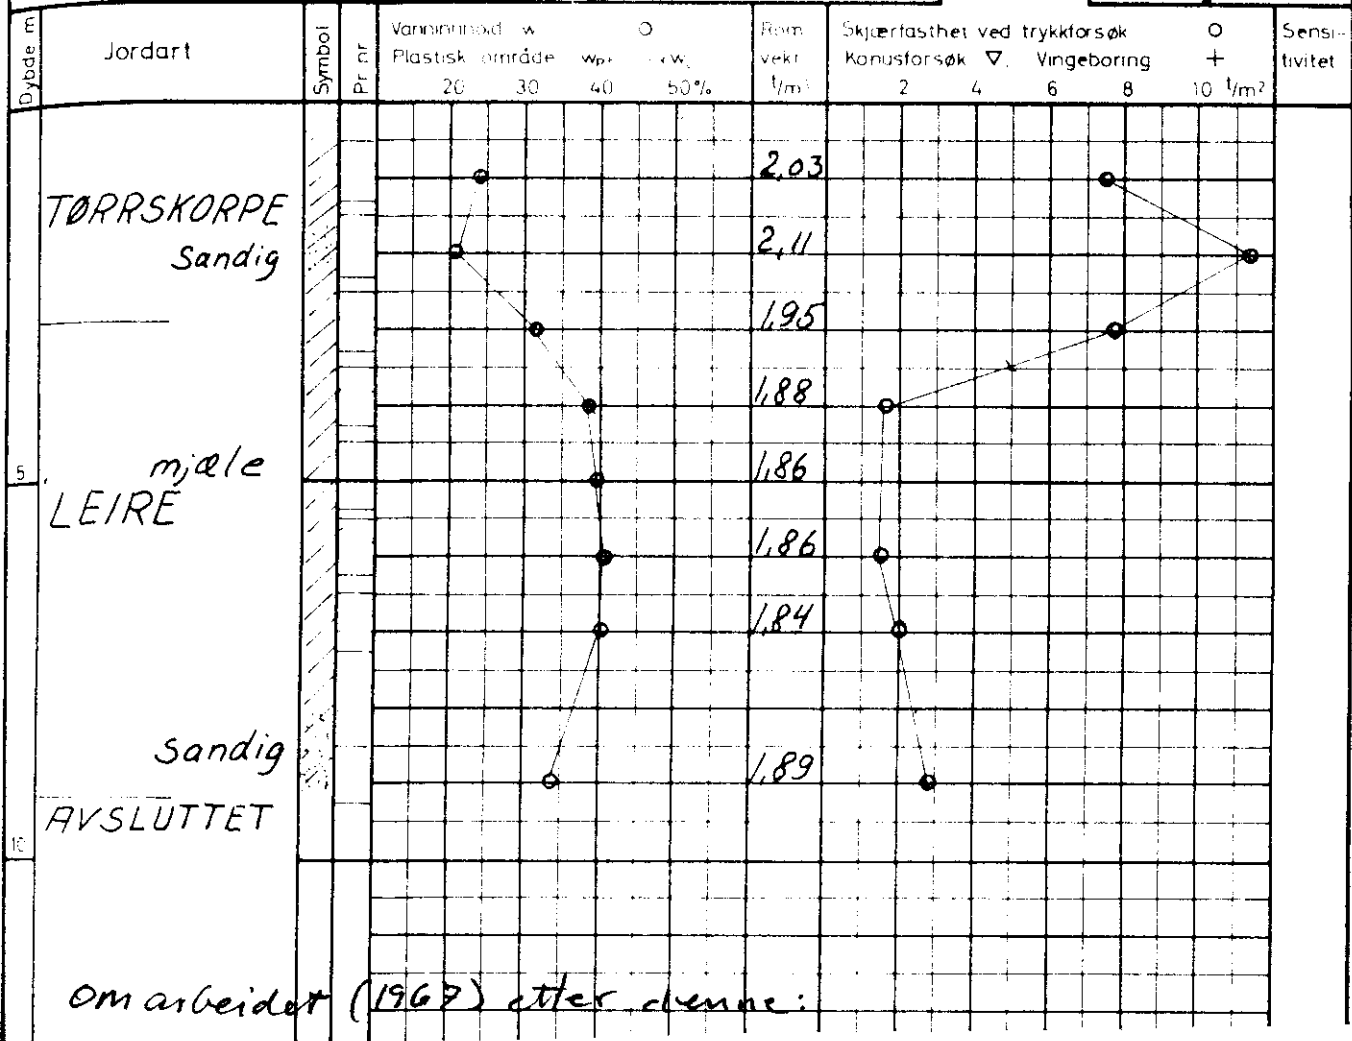 Dybde m
Jordart
Symbol
Pr nr
Vanninnhold w O
Plastisk område wp
20 30 40 50%
Rom
vekt
t/m³
Skjærfasthet ved trykkforsøk O
Konusforsøk ▽ Vingeboring +
2 4 6 8 10 t/m²
Sensi-
tivitet
2,03
TØRRSKORPE
Sandig
2,11
1,95
1,88
5
mjæle
1,86
LEIRE
1,86
1,84
Sandig
1,89
AVSLUTTET
10
Omarbeidet (1967) etter denne: